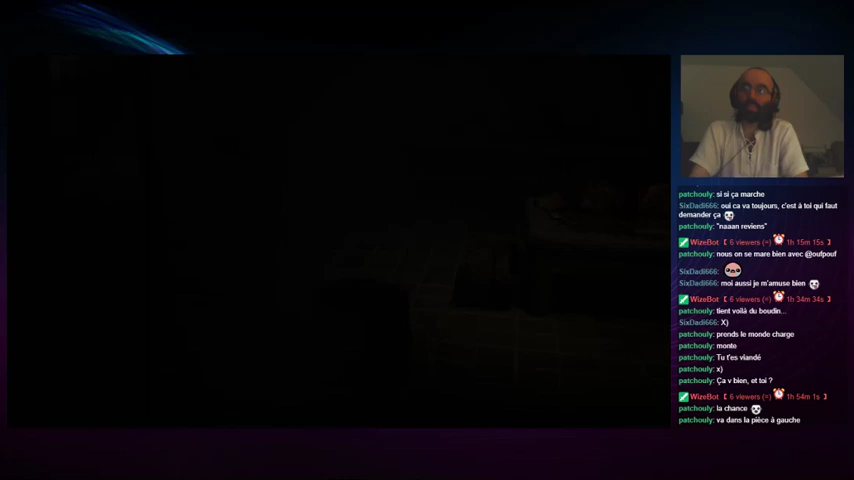 patchouly: si si ça marche
SixDadi666: oui ca va toujours, c'est à toi qui faut
demander ça
patchouly: "naaan reviens"
WizeBot 【 6 viewers (=) 1h 15m 15s 】
patchouly: nous on se mare bien avec @oufpouf
SixDadi666:
SixDadi666: moi aussi je m'amuse bien
WizeBot 【 6 viewers (=) 1h 34m 34s 】
patchouly: tient voilà du boudin...
SixDadi666: X)
patchouly: prends le monde charge
patchouly: monte
patchouly: Tu t'es viandé
patchouly: x)
patchouly: Ça v bien, et toi ?
WizeBot 【 6 viewers (=) 1h 54m 1s 】
patchouly: la chance
patchouly: va dans la pièce à gauche